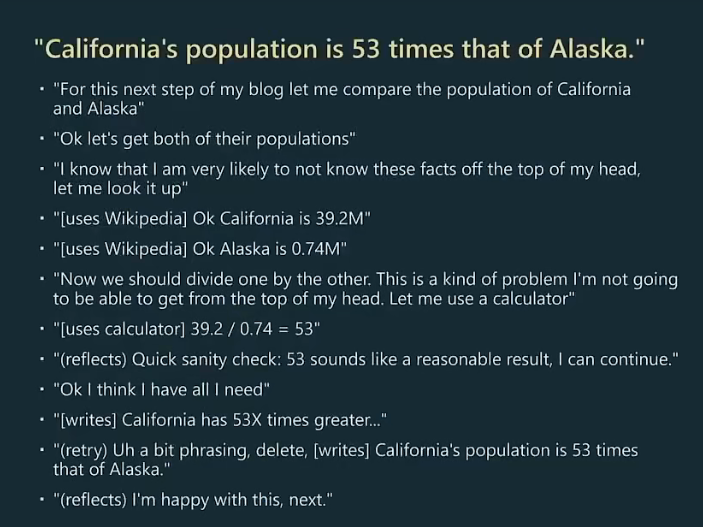 "California's population is 53 times that of Alaska."
· "For this next step of my blog let me compare the population of California
and Alaska"
· "Ok let's get both of their populations"
· "I know that I am very likely to not know these facts off the top of my head,
let me look it up"
· "[uses Wikipedia] Ok California is 39.2M"
· "[uses Wikipedia] Ok Alaska is 0.74M"
· "Now we should divide one by the other. This is a kind of problem I'm not going
to be able to get from the top of my head. Let me use a calculator"
· "[uses calculator] 39.2 / 0.74 = 53"
· "(reflects) Quick sanity check: 53 sounds like a reasonable result, I can continue."
· "Ok I think I have all I need"
· "[writes] California has 53X times greater..."
· "(retry) Uh a bit phrasing, delete, [writes] California's population is 53 times
that of Alaska."
· "(reflects) I'm happy with this, next."